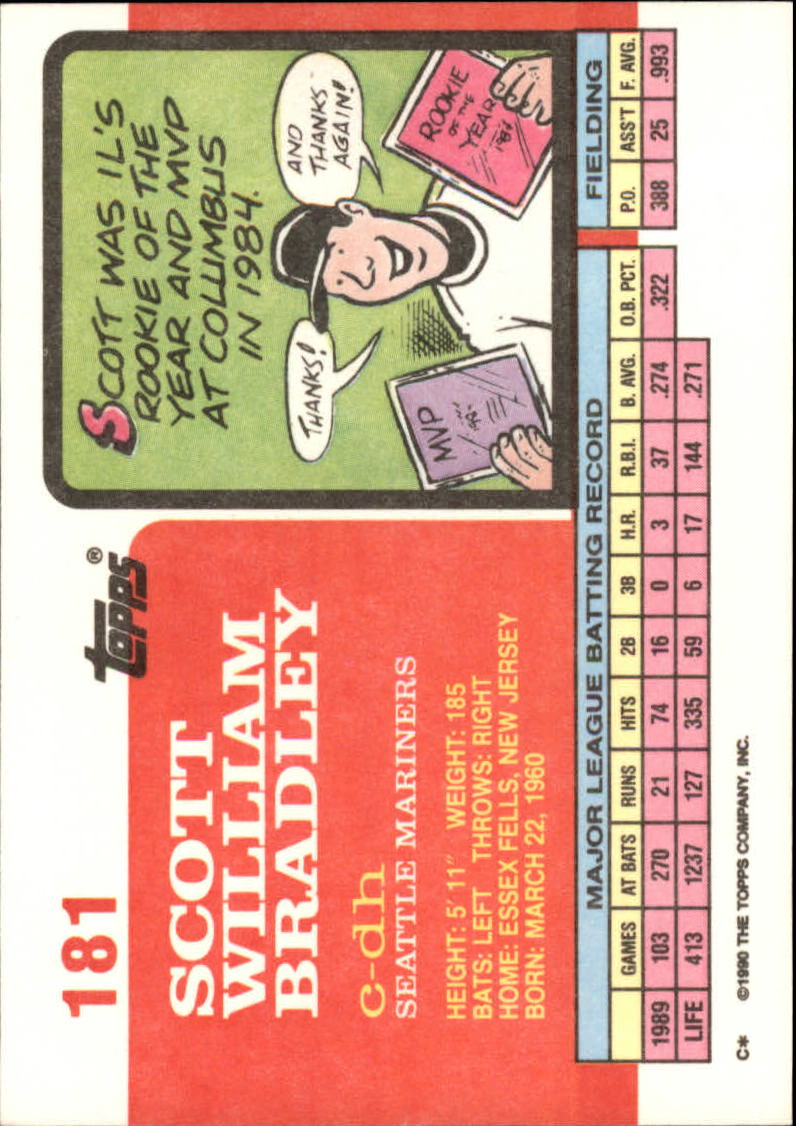 181
topps®
SCOTT
WILLIAM
BRADLEY
c-dh
SEATTLE MARINERS
HEIGHT: 5' 11" WEIGHT: 185
BATS: LEFT THROWS: RIGHT
HOME: ESSEX FELLS, NEW JERSEY
BORN: MARCH 22, 1960
SCOTT WAS IL'S
ROOKIE OF THE
YEAR AND MVP
AT COLUMBUS
IN 1984.
THANKS!
AND
THANKS
AGAIN!
MVP
ROOKIE
OF THE
YEAR
MAJOR LEAGUE BATTING RECORD FIELDING
GAMES AT BATS RUNS HITS 2B 3B H.R. R.B.I. B. AVG. O.B. PCT. P.O. ASS'T F. AVG.
1989 103 270 21 74 16 0 3 37 .274 .322 388 25 .993
LIFE 413 1237 127 335 59 6 17 144 .271
C* ©1990 THE TOPPS COMPANY, INC.